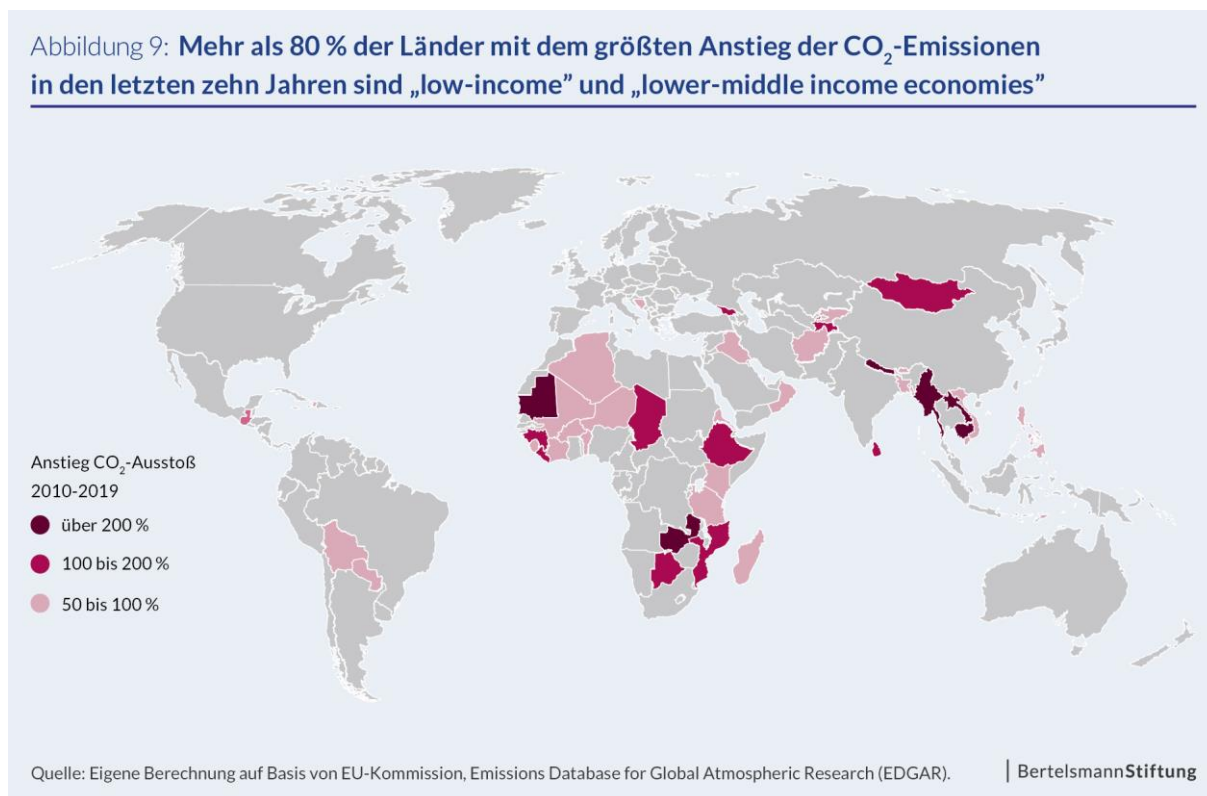 Abbildung 9: Mehr als 80 % der Länder mit dem größten Anstieg der CO₂-Emissionen
in den letzten zehn Jahren sind „low-income” und „lower-middle income economies”
Anstieg CO₂-Ausstoß
2010-2019
über 200 %
100 bis 200 %
50 bis 100 %
Quelle: Eigene Berechnung auf Basis von EU-Kommission, Emissions Database for Global Atmospheric Research (EDGAR).
BertelsmannStiftung